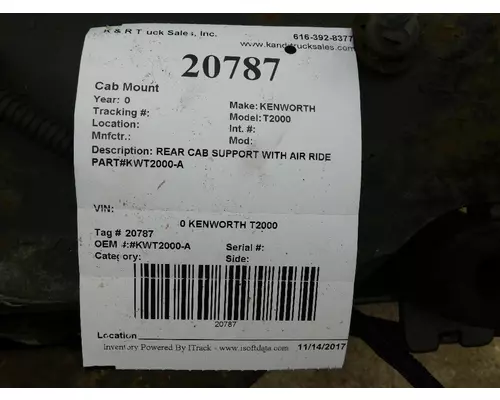 K & R Truck Sales, Inc.
616-392-8377
www.kandrtrucksales.com
20787
Cab Mount
Year: 0
Make: KENWORTH
Tracking #:
Model: T2000
Location:
Int. #:
Mnfctr.:
Mod:
Description: REAR CAB SUPPORT WITH AIR RIDE
PART#KWT2000-A
VIN:
0 KENWORTH T2000
Tag # 20787
OEM #:#KWT2000-A
Serial #:
Category:
Side:
20787
Location
Inventory Powered By ITrack - www.isoftdata.com
11/14/2017